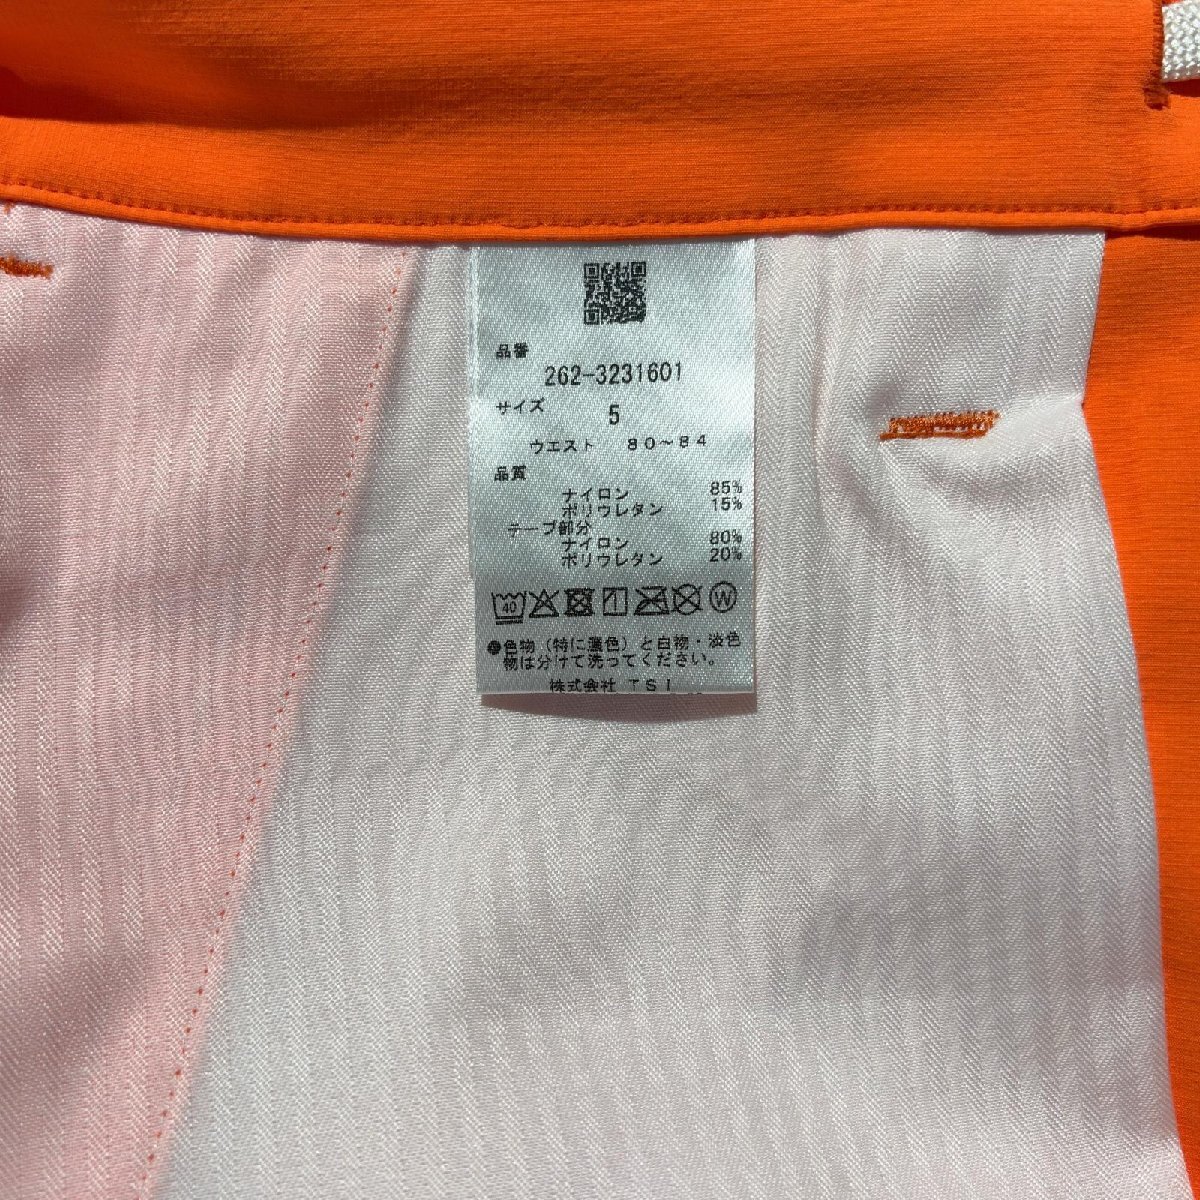 品番
262-3231601
サイズ
5
ウエスト 80～84
品質
ナイロン 85%
ポリウレタン 15%
テープ部分
ナイロン 80%
ポリウレタン 20%
40 W
●色物（特に濃色）と白物・淡色
物は分けて洗ってください。
株式会社 TSI